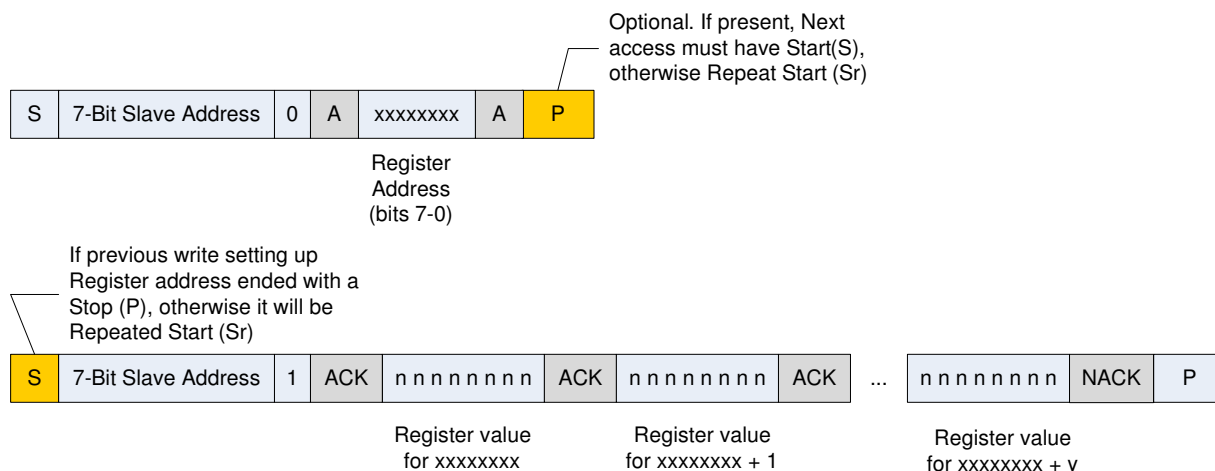 Optional. If present, Next
access must have Start(S),
otherwise Repeat Start (Sr)
S 7-Bit Slave Address 0 A xxxxxxxx A P
Register
Address
(bits 7-0)
If previous write setting up
Register address ended with a
Stop (P), otherwise it will be
Repeated Start (Sr)
S 7-Bit Slave Address 1 ACK n n n n n n n n ACK n n n n n n n n ACK ... n n n n n n n n NACK P
Register value
for xxxxxxxx
Register value
for xxxxxxxx + 1
Register value
for xxxxxxxx + y